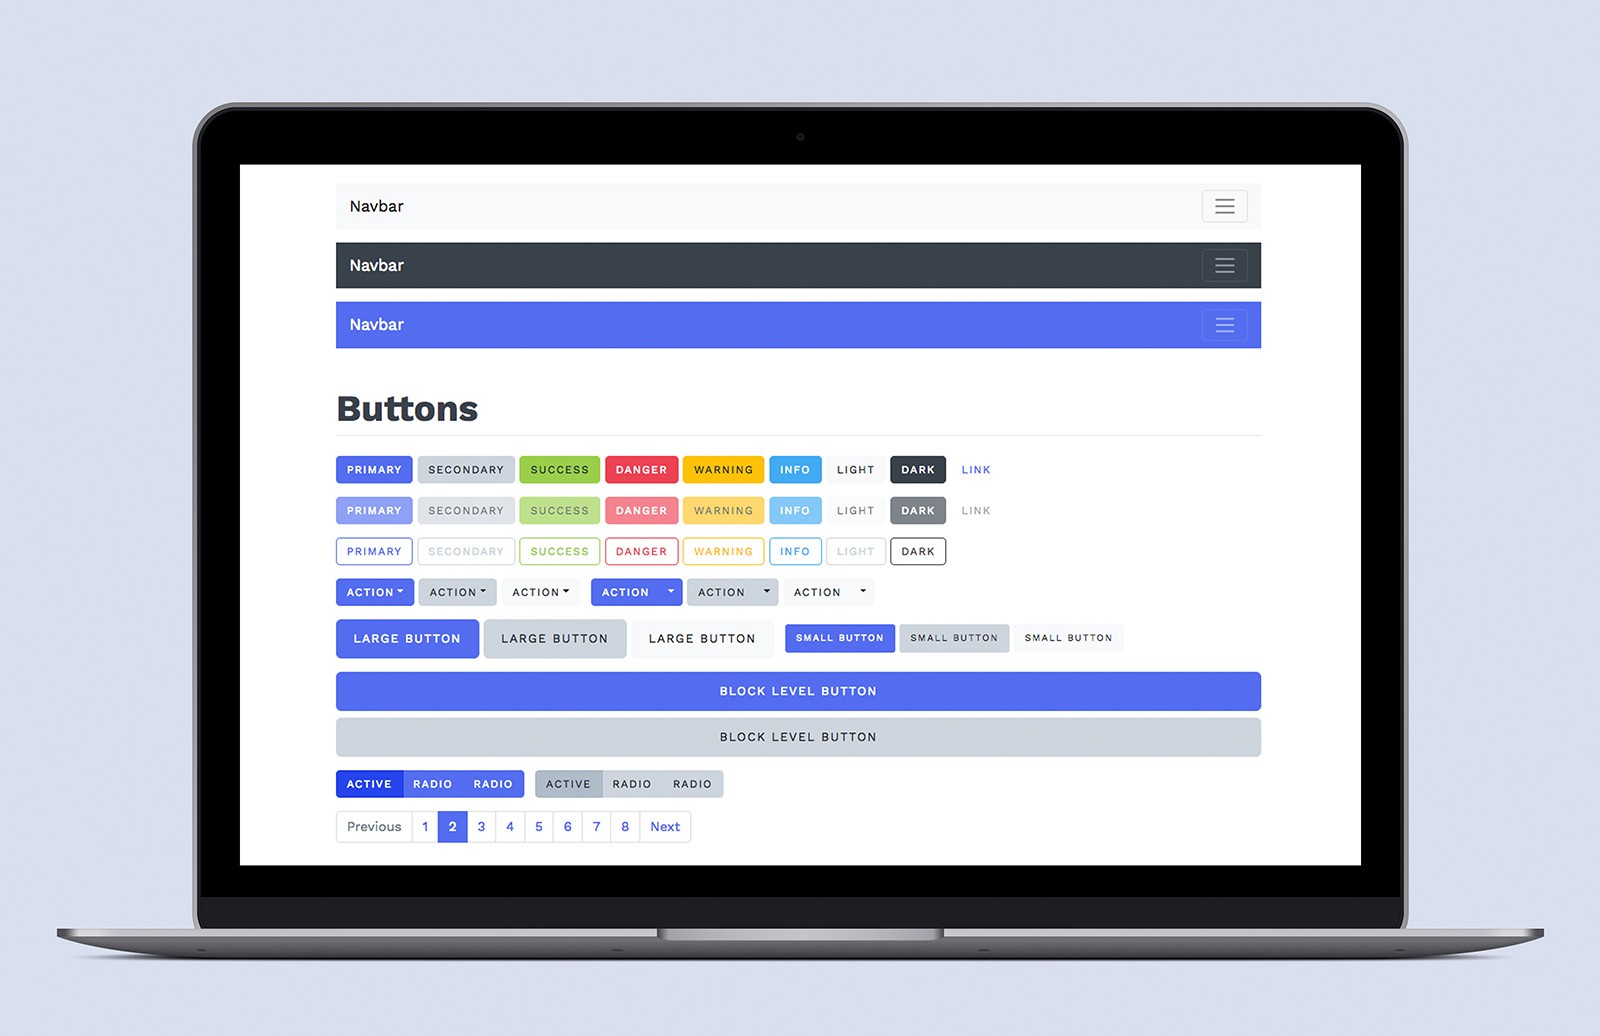 Navbar
Navbar
Navbar
Buttons
PRIMARY SECONDARY SUCCESS DANGER WARNING INFO LIGHT DARK LINK
PRIMARY SECONDARY SUCCESS DANGER WARNING INFO LIGHT DARK LINK
PRIMARY SECONDARY SUCCESS DANGER WARNING INFO LIGHT DARK
ACTION ACTION ACTION ACTION ACTION ACTION
LARGE BUTTON LARGE BUTTON LARGE BUTTON SMALL BUTTON SMALL BUTTON SMALL BUTTON
BLOCK LEVEL BUTTON
BLOCK LEVEL BUTTON
ACTIVE RADIO RADIO ACTIVE RADIO RADIO
Previous 1 2 3 4 5 6 7 8 Next